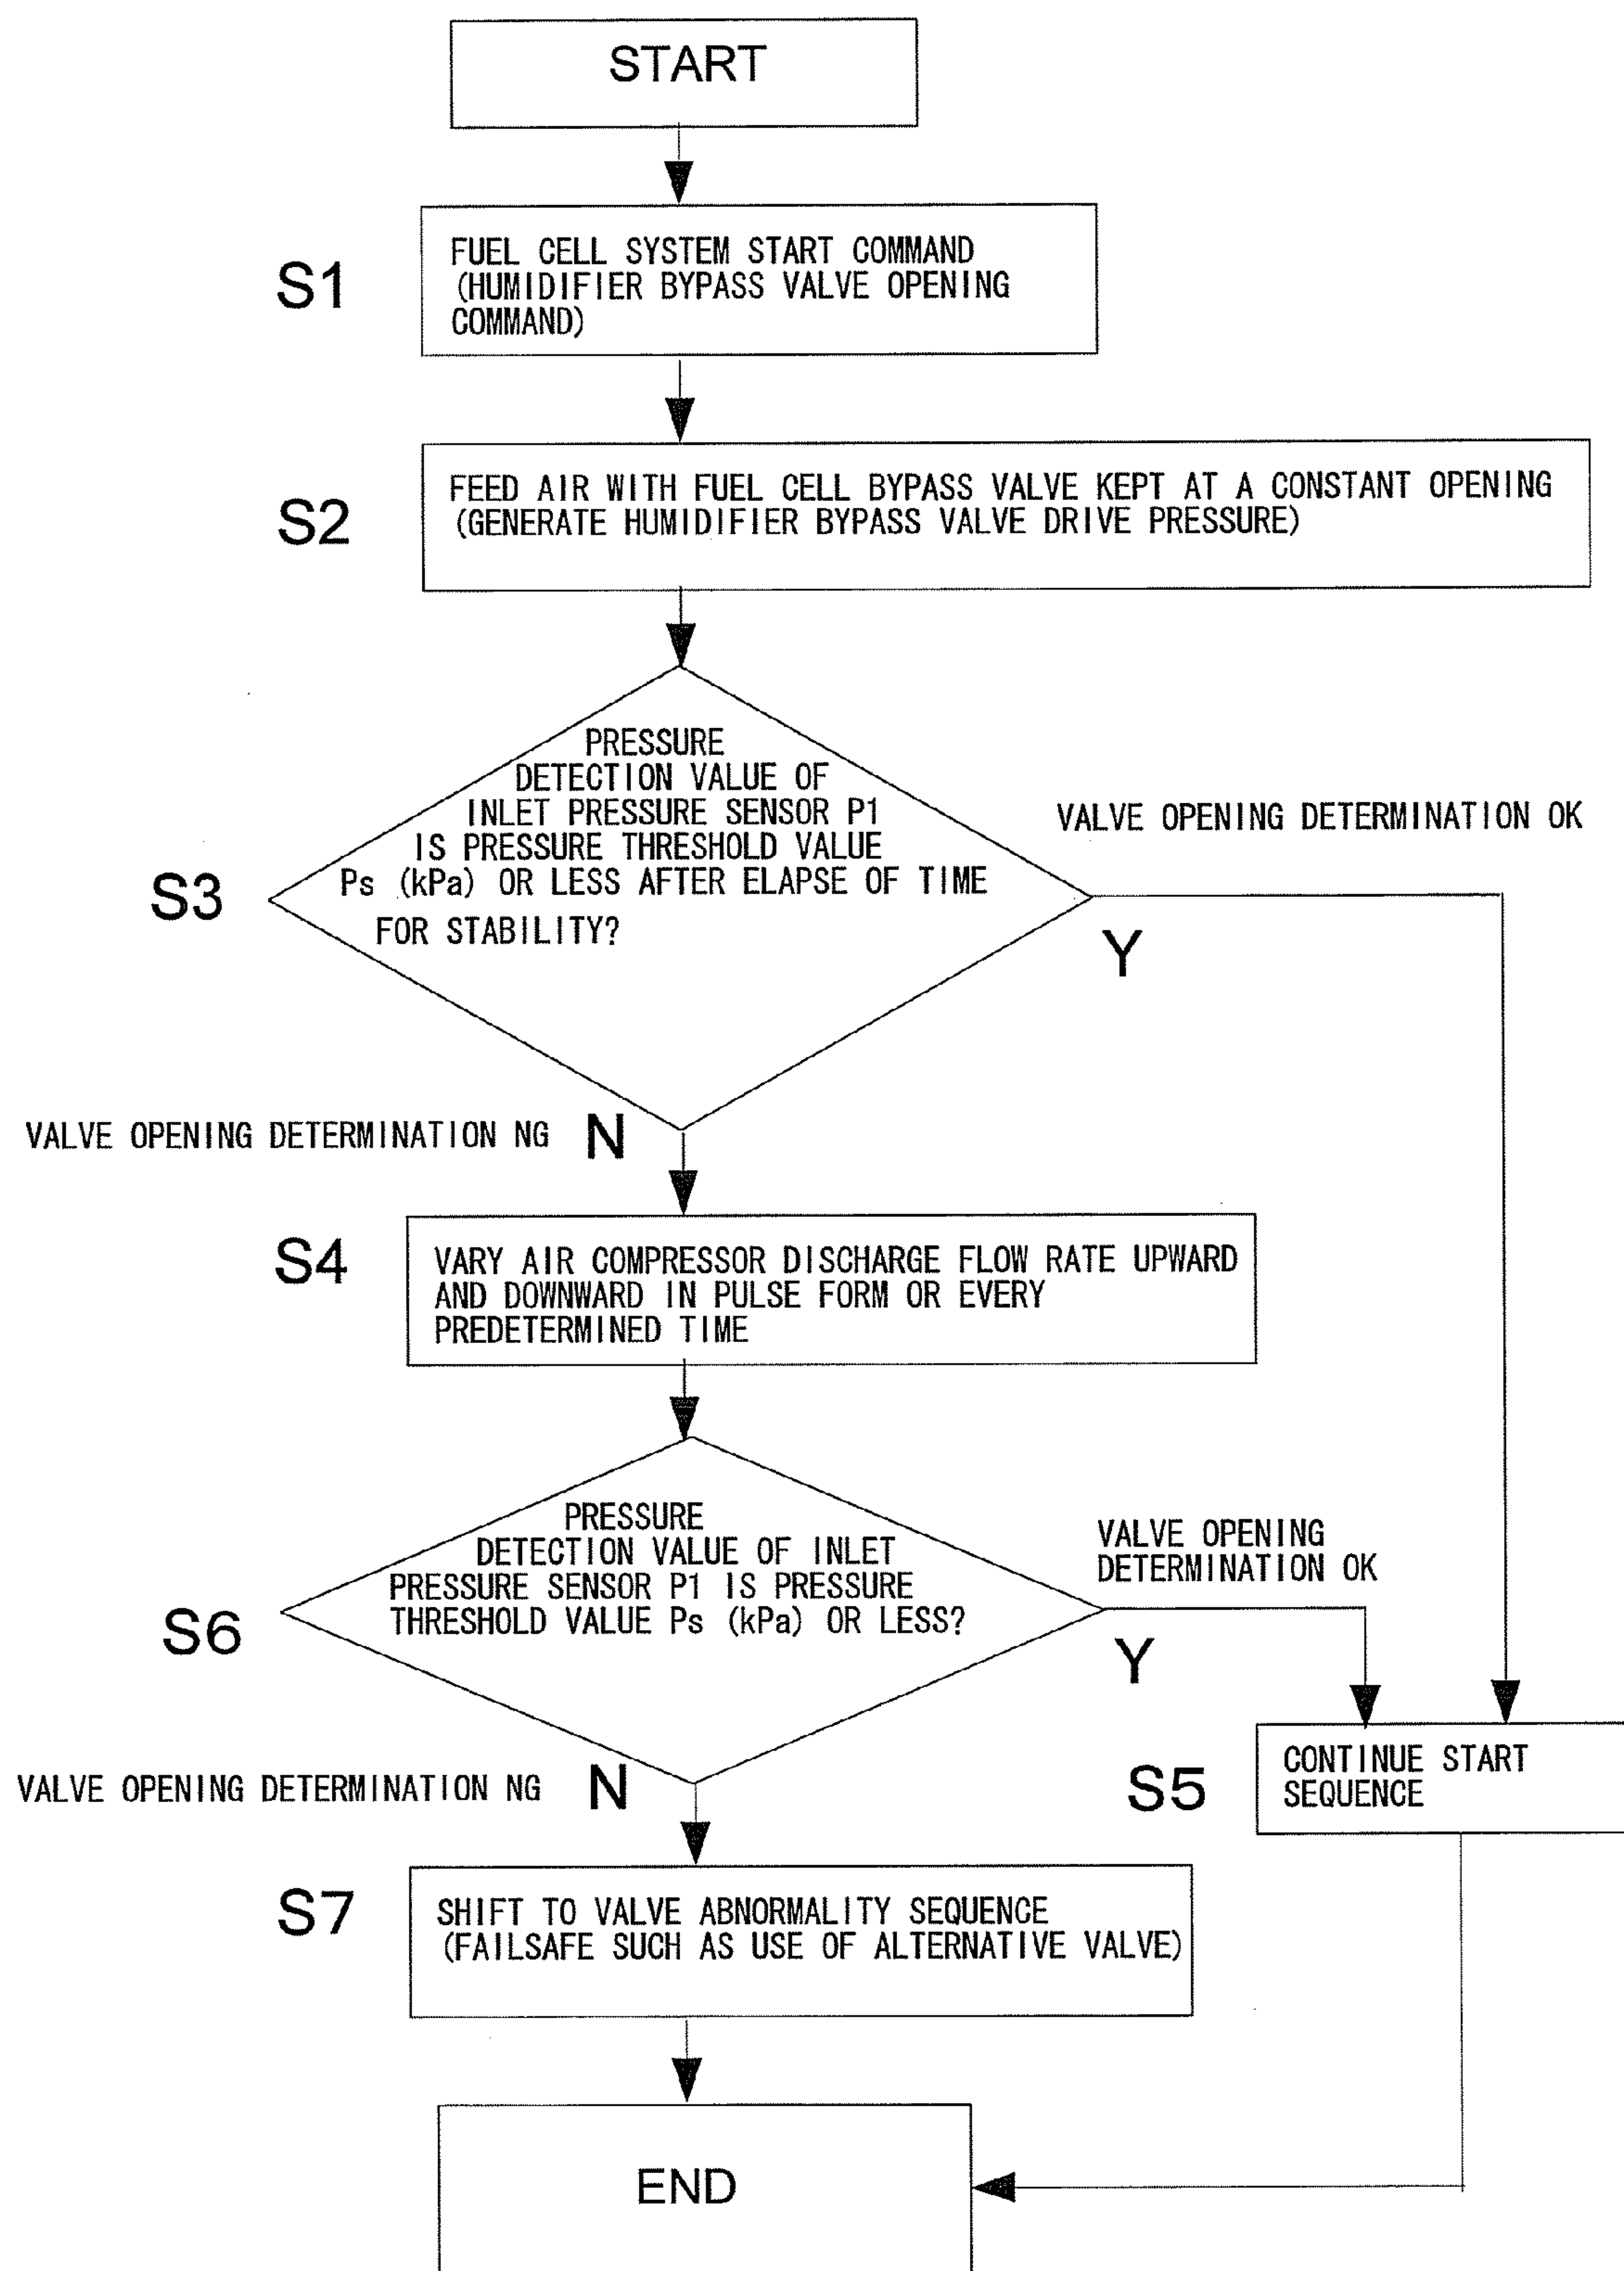 START
S1
FUEL CELL SYSTEM START COMMAND
(HUMIDIFIER BYPASS VALVE OPENING
COMMAND)
S2
FEED AIR WITH FUEL CELL BYPASS VALVE KEPT AT A CONSTANT OPENING
(GENERATE HUMIDIFIER BYPASS VALVE DRIVE PRESSURE)
S3
PRESSURE
DETECTION VALUE OF
INLET PRESSURE SENSOR P1
IS PRESSURE THRESHOLD VALUE
Ps (kPa) OR LESS AFTER ELAPSE OF TIME
FOR STABILITY?
VALVE OPENING DETERMINATION OK
Y
VALVE OPENING DETERMINATION NG
N
S4
VARY AIR COMPRESSOR DISCHARGE FLOW RATE UPWARD
AND DOWNWARD IN PULSE FORM OR EVERY
PREDETERMINED TIME
S6
PRESSURE
DETECTION VALUE OF INLET
PRESSURE SENSOR P1 IS PRESSURE
THRESHOLD VALUE Ps (kPa) OR LESS?
VALVE OPENING
DETERMINATION OK
Y
VALVE OPENING DETERMINATION NG
N
S5
CONTINUE START
SEQUENCE
S7
SHIFT TO VALVE ABNORMALITY SEQUENCE
(FAILSAFE SUCH AS USE OF ALTERNATIVE VALVE)
END